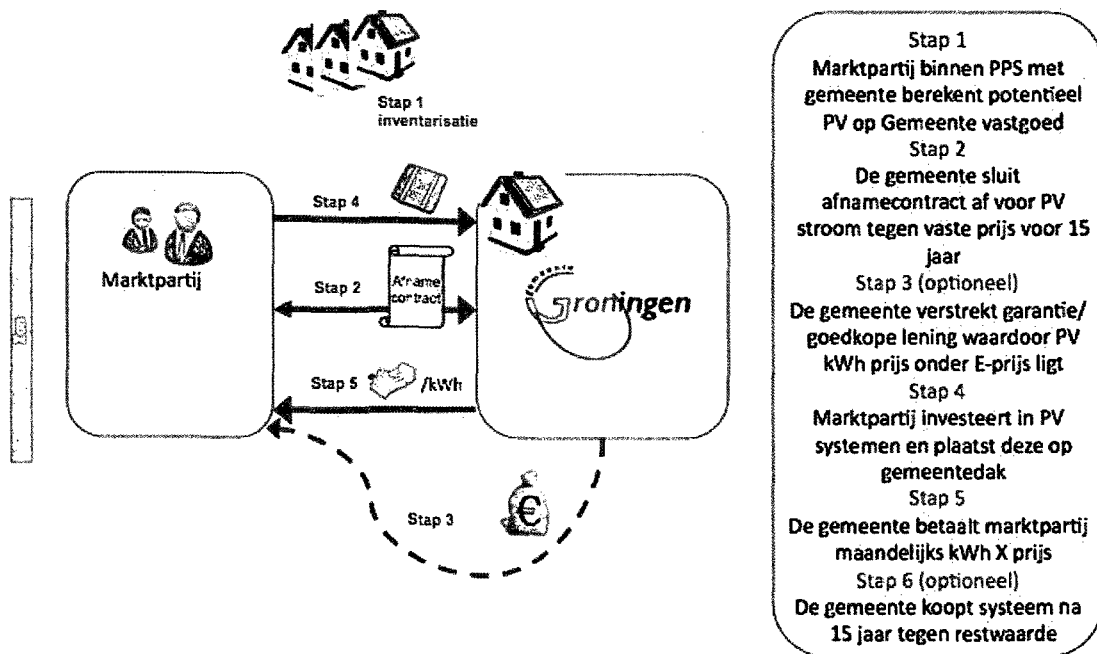 Stap 1
inventarisatie
Marktpartij
Stap 4
Stap 2
Afname
contract
Stap 5
/kWh
Stap 3
€
gemeente
Groningen
Stap 1
Marktpartij binnen PPS met
gemeente berekent potentieel
PV op Gemeente vastgoed
Stap 2
De gemeente sluit
afnamecontract af voor PV
stroom tegen vaste prijs voor 15
jaar
Stap 3 (optioneel)
De gemeente verstrekt garantie/
goedkope lening waardoor PV
kWh prijs onder E-prijs ligt
Stap 4
Marktpartij investeert in PV
systemen en plaatst deze op
gemeentedak
Stap 5
De gemeente betaalt marktpartij
maandelijks kWh X prijs
Stap 6 (optioneel)
De gemeente koopt systeem na
15 jaar tegen restwaarde